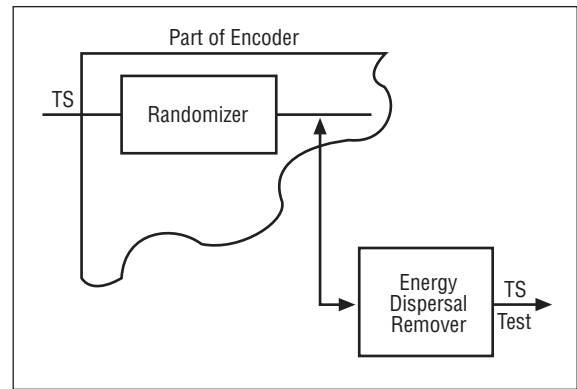 Part of Encoder
TS
Randomizer
Energy
Dispersal
Remover
TS
Test